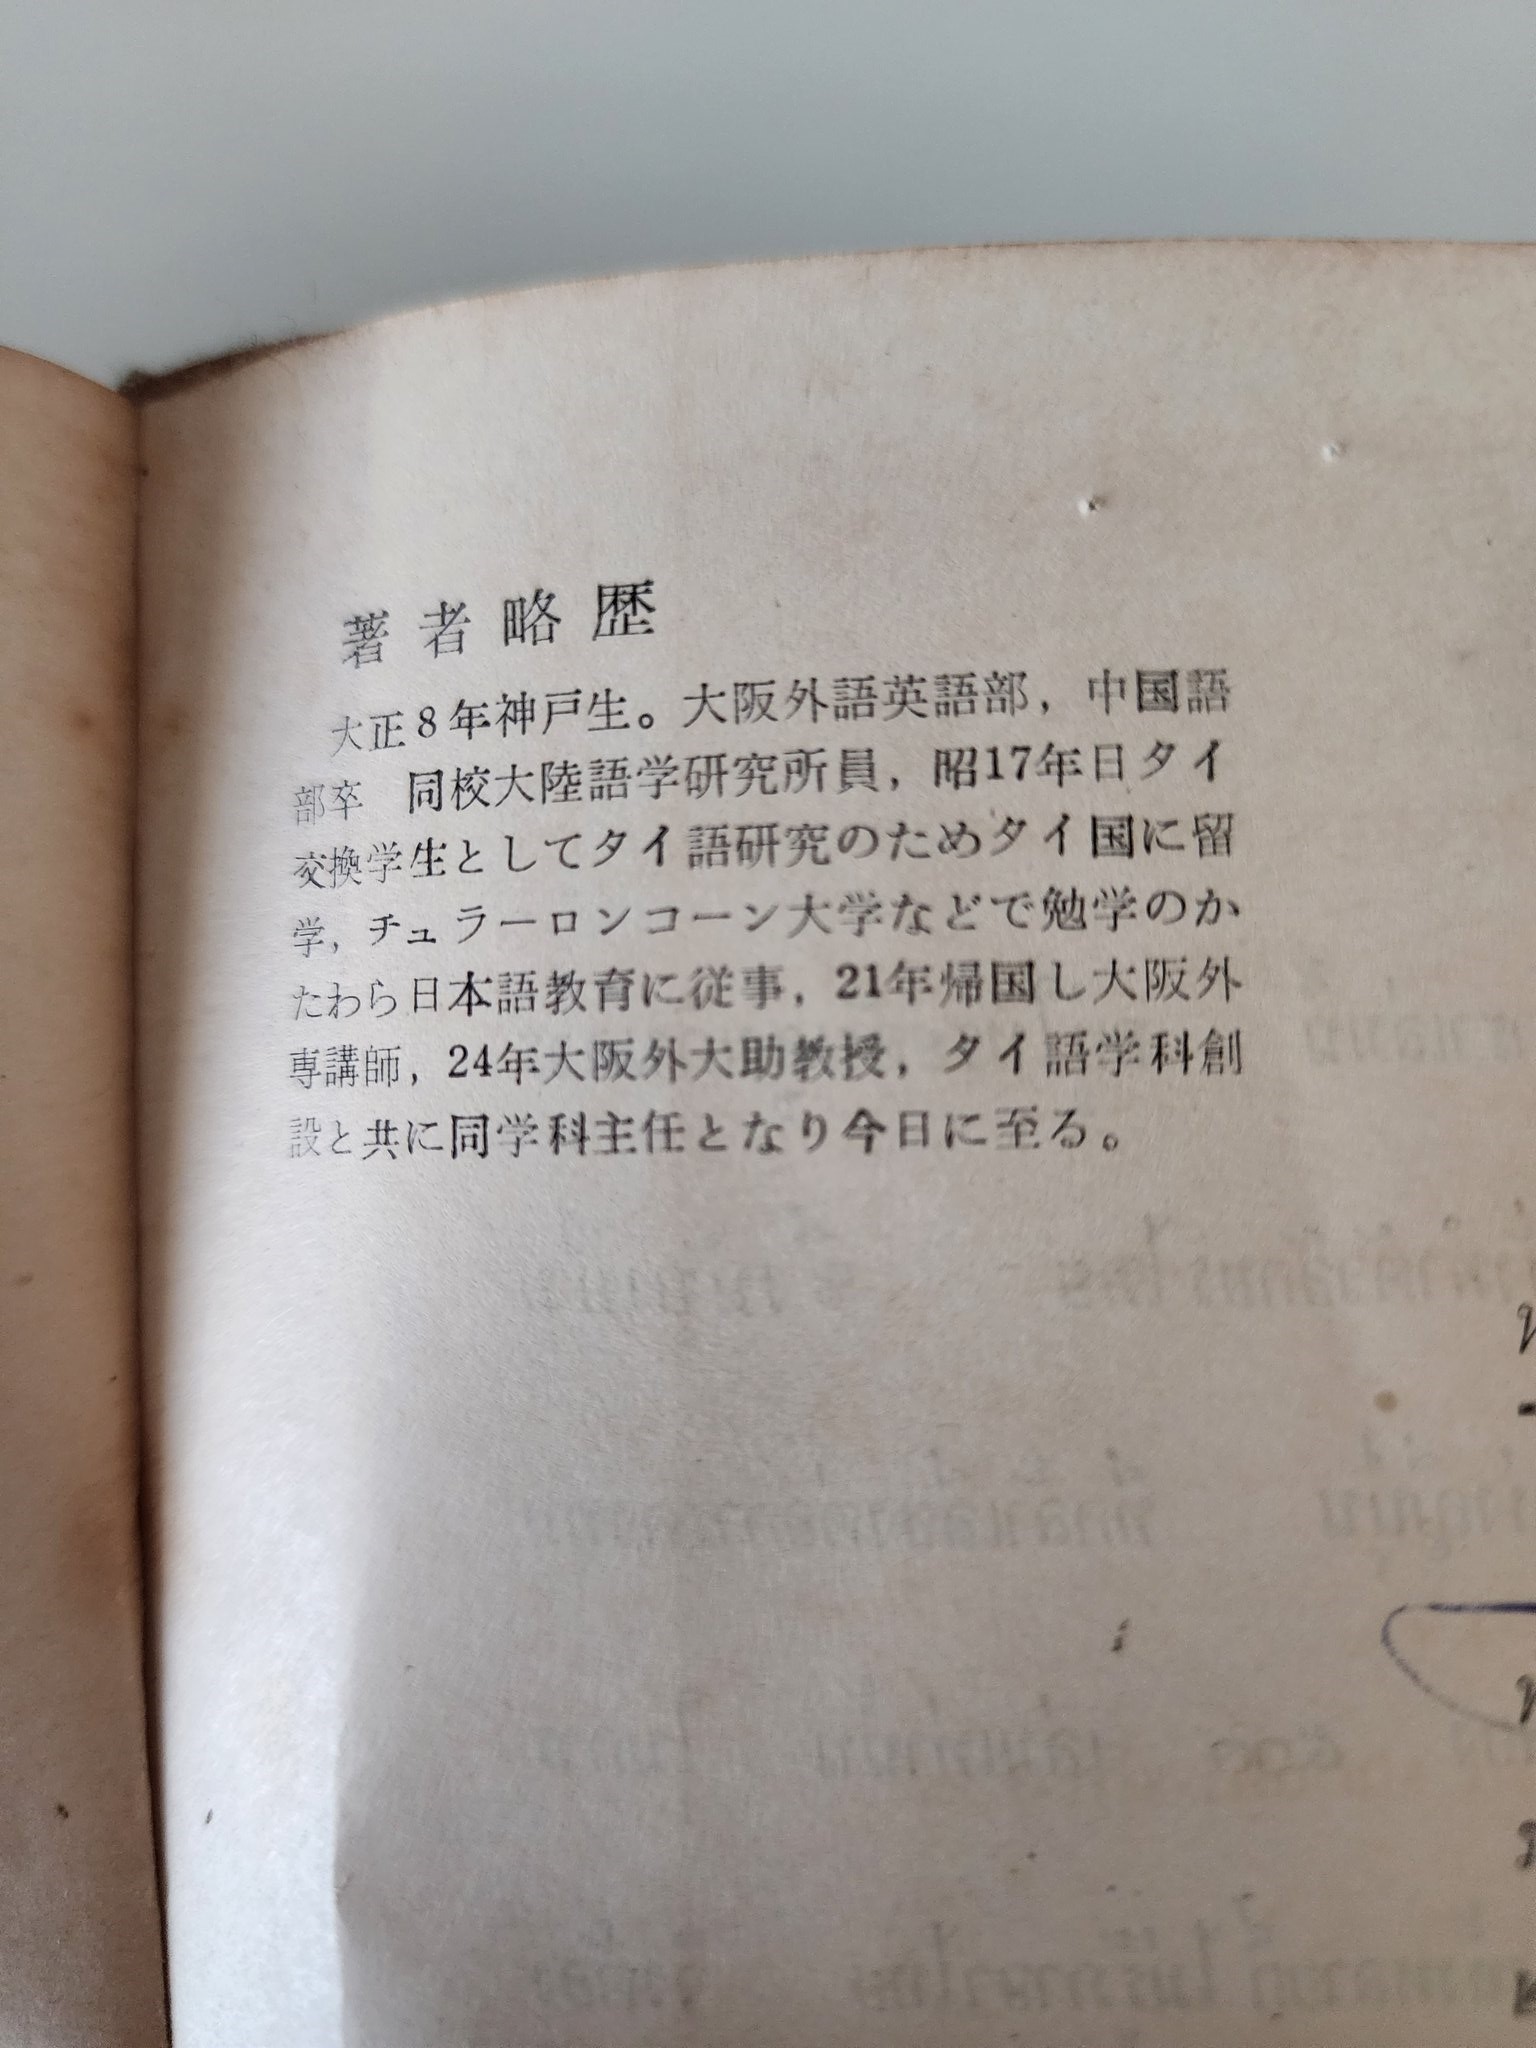 著者略歴
大正8年神戸生。大阪外語英語部，中国語
部卒 同校大陸語学研究所員，昭17年日タイ
交換学生としてタイ語研究のためタイ国に留
学，チュラーロンコーン大学などで勉学のか
たわら日本語教育に従事，21年帰国し大阪外
専講師，24年大阪外大助教授，タイ語学科創
設と共に同学科主任となり今日に至る。